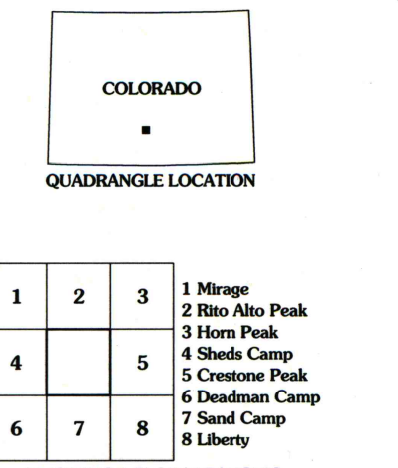 COLORADO
QUADRANGLE LOCATION
1 2 3
4 5
6 7 8
1 Mirage
2 Rito Alto Peak
3 Horn Peak
4 Sheds Camp
5 Crestone Peak
6 Deadman Camp
7 Sand Camp
8 Liberty